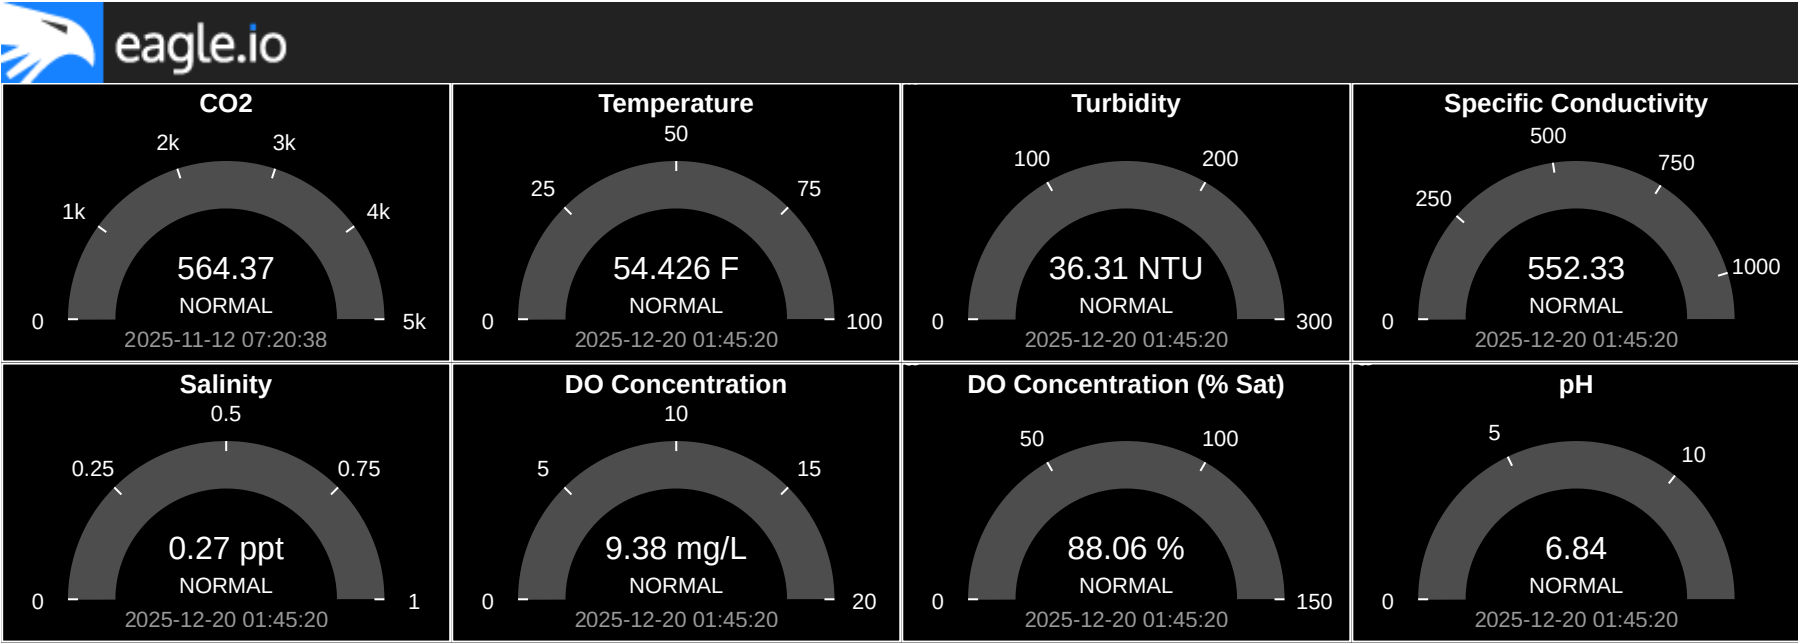 eagle.io
CO2
2k
3k
1k
4k
564.37
NORMAL
0
5k
2025-11-12 07:20:38
Temperature
50
25
75
54.426 F
NORMAL
0
100
2025-12-20 01:45:20
Turbidity
100
200
36.31 NTU
NORMAL
0
300
2025-12-20 01:45:20
Specific Conductivity
500
750
250
1000
552.33
NORMAL
0
2025-12-20 01:45:20
Salinity
0.5
0.25
0.75
0.27 ppt
NORMAL
0
1
2025-12-20 01:45:20
DO Concentration
10
5
15
9.38 mg/L
NORMAL
0
20
2025-12-20 01:45:20
DO Concentration (% Sat)
50
100
88.06 %
NORMAL
0
150
2025-12-20 01:45:20
pH
5
10
6.84
NORMAL
0
2025-12-20 01:45:20